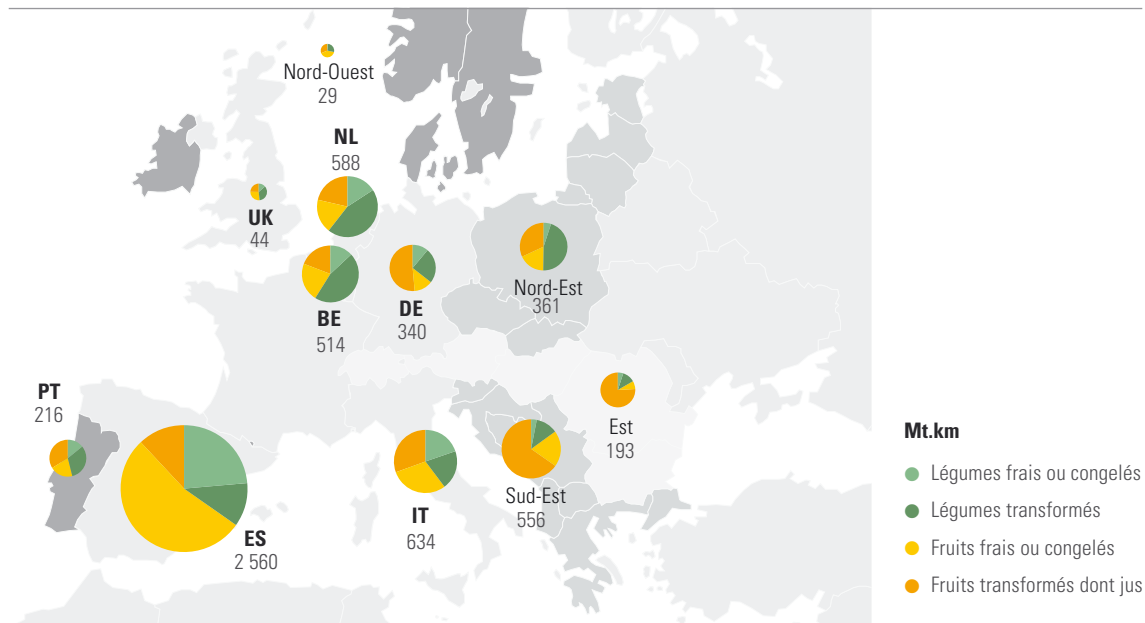 Nord-Ouest
29
NL
588
UK
44
BE
514
DE
340
Nord-Est
361
PT
216
Est
193
ES
2 560
IT
634
Sud-Est
556
Mt.km
Légumes frais ou congelés
Légumes transformés
Fruits frais ou congelés
Fruits transformés dont jus